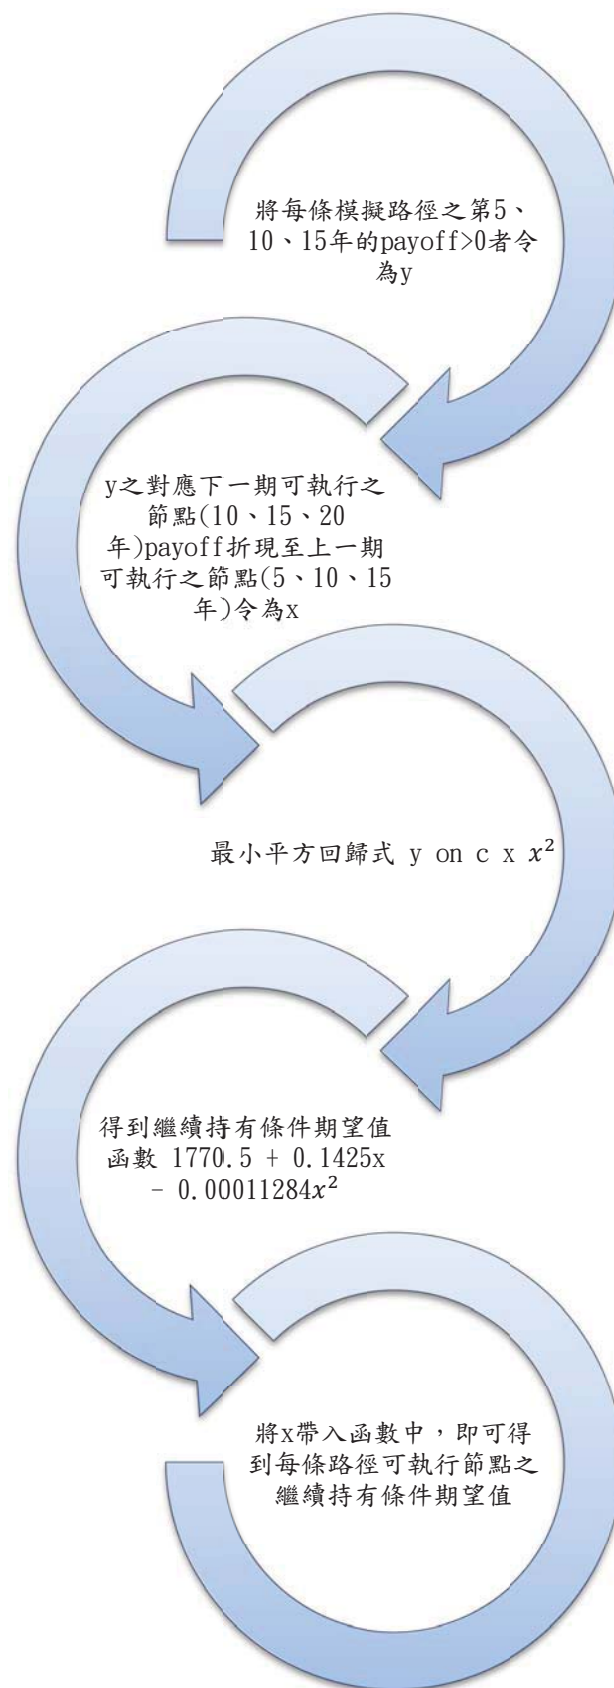 將每條模擬路徑之第5、
10、15年的payoff>0者令
為y
y之對應下一期可執行之
節點(10、15、20
年)payoff折現至上一期
可執行之節點(5、10、15
年)令為x
最小平方回歸式 y on c x x²
得到繼續持有條件期望值
函數 1770.5 + 0.1425x
− 0.00011284x²
將x帶入函數中，即可得
到每條路徑可執行節點之
繼續持有條件期望值